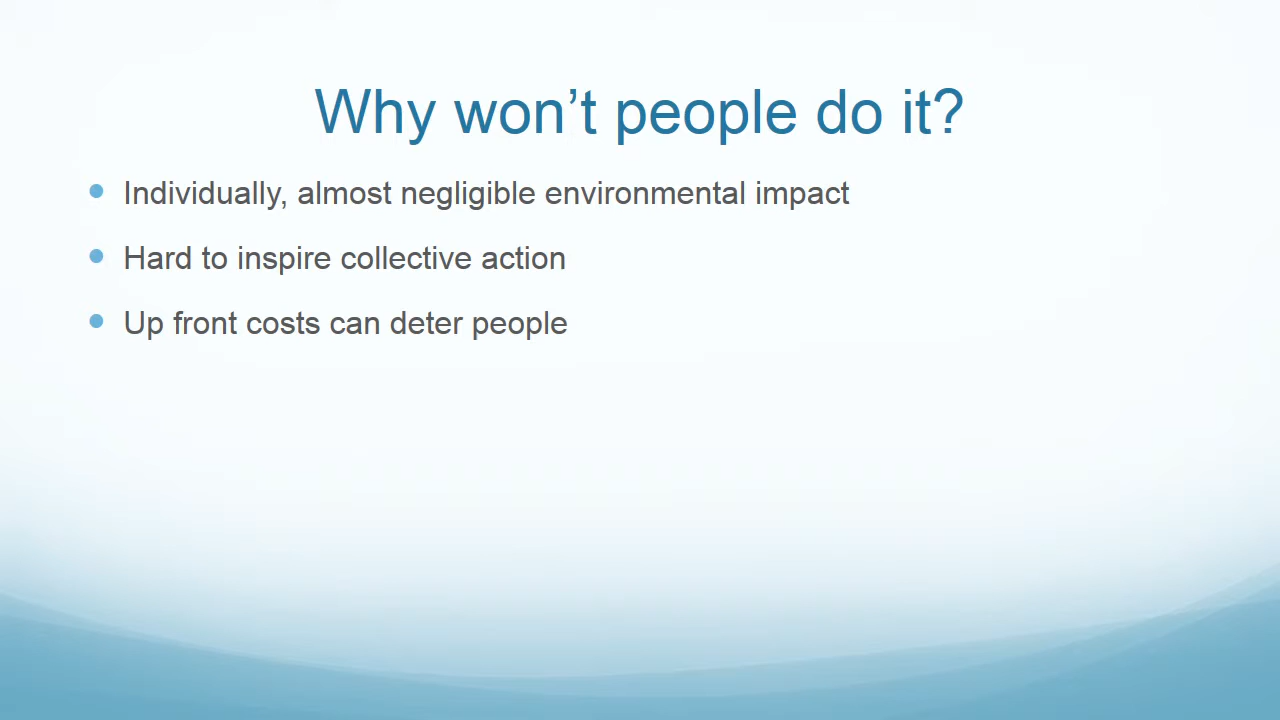 Why won’t people do it?
Individually, almost negligible environmental impact
Hard to inspire collective action
Up front costs can deter people